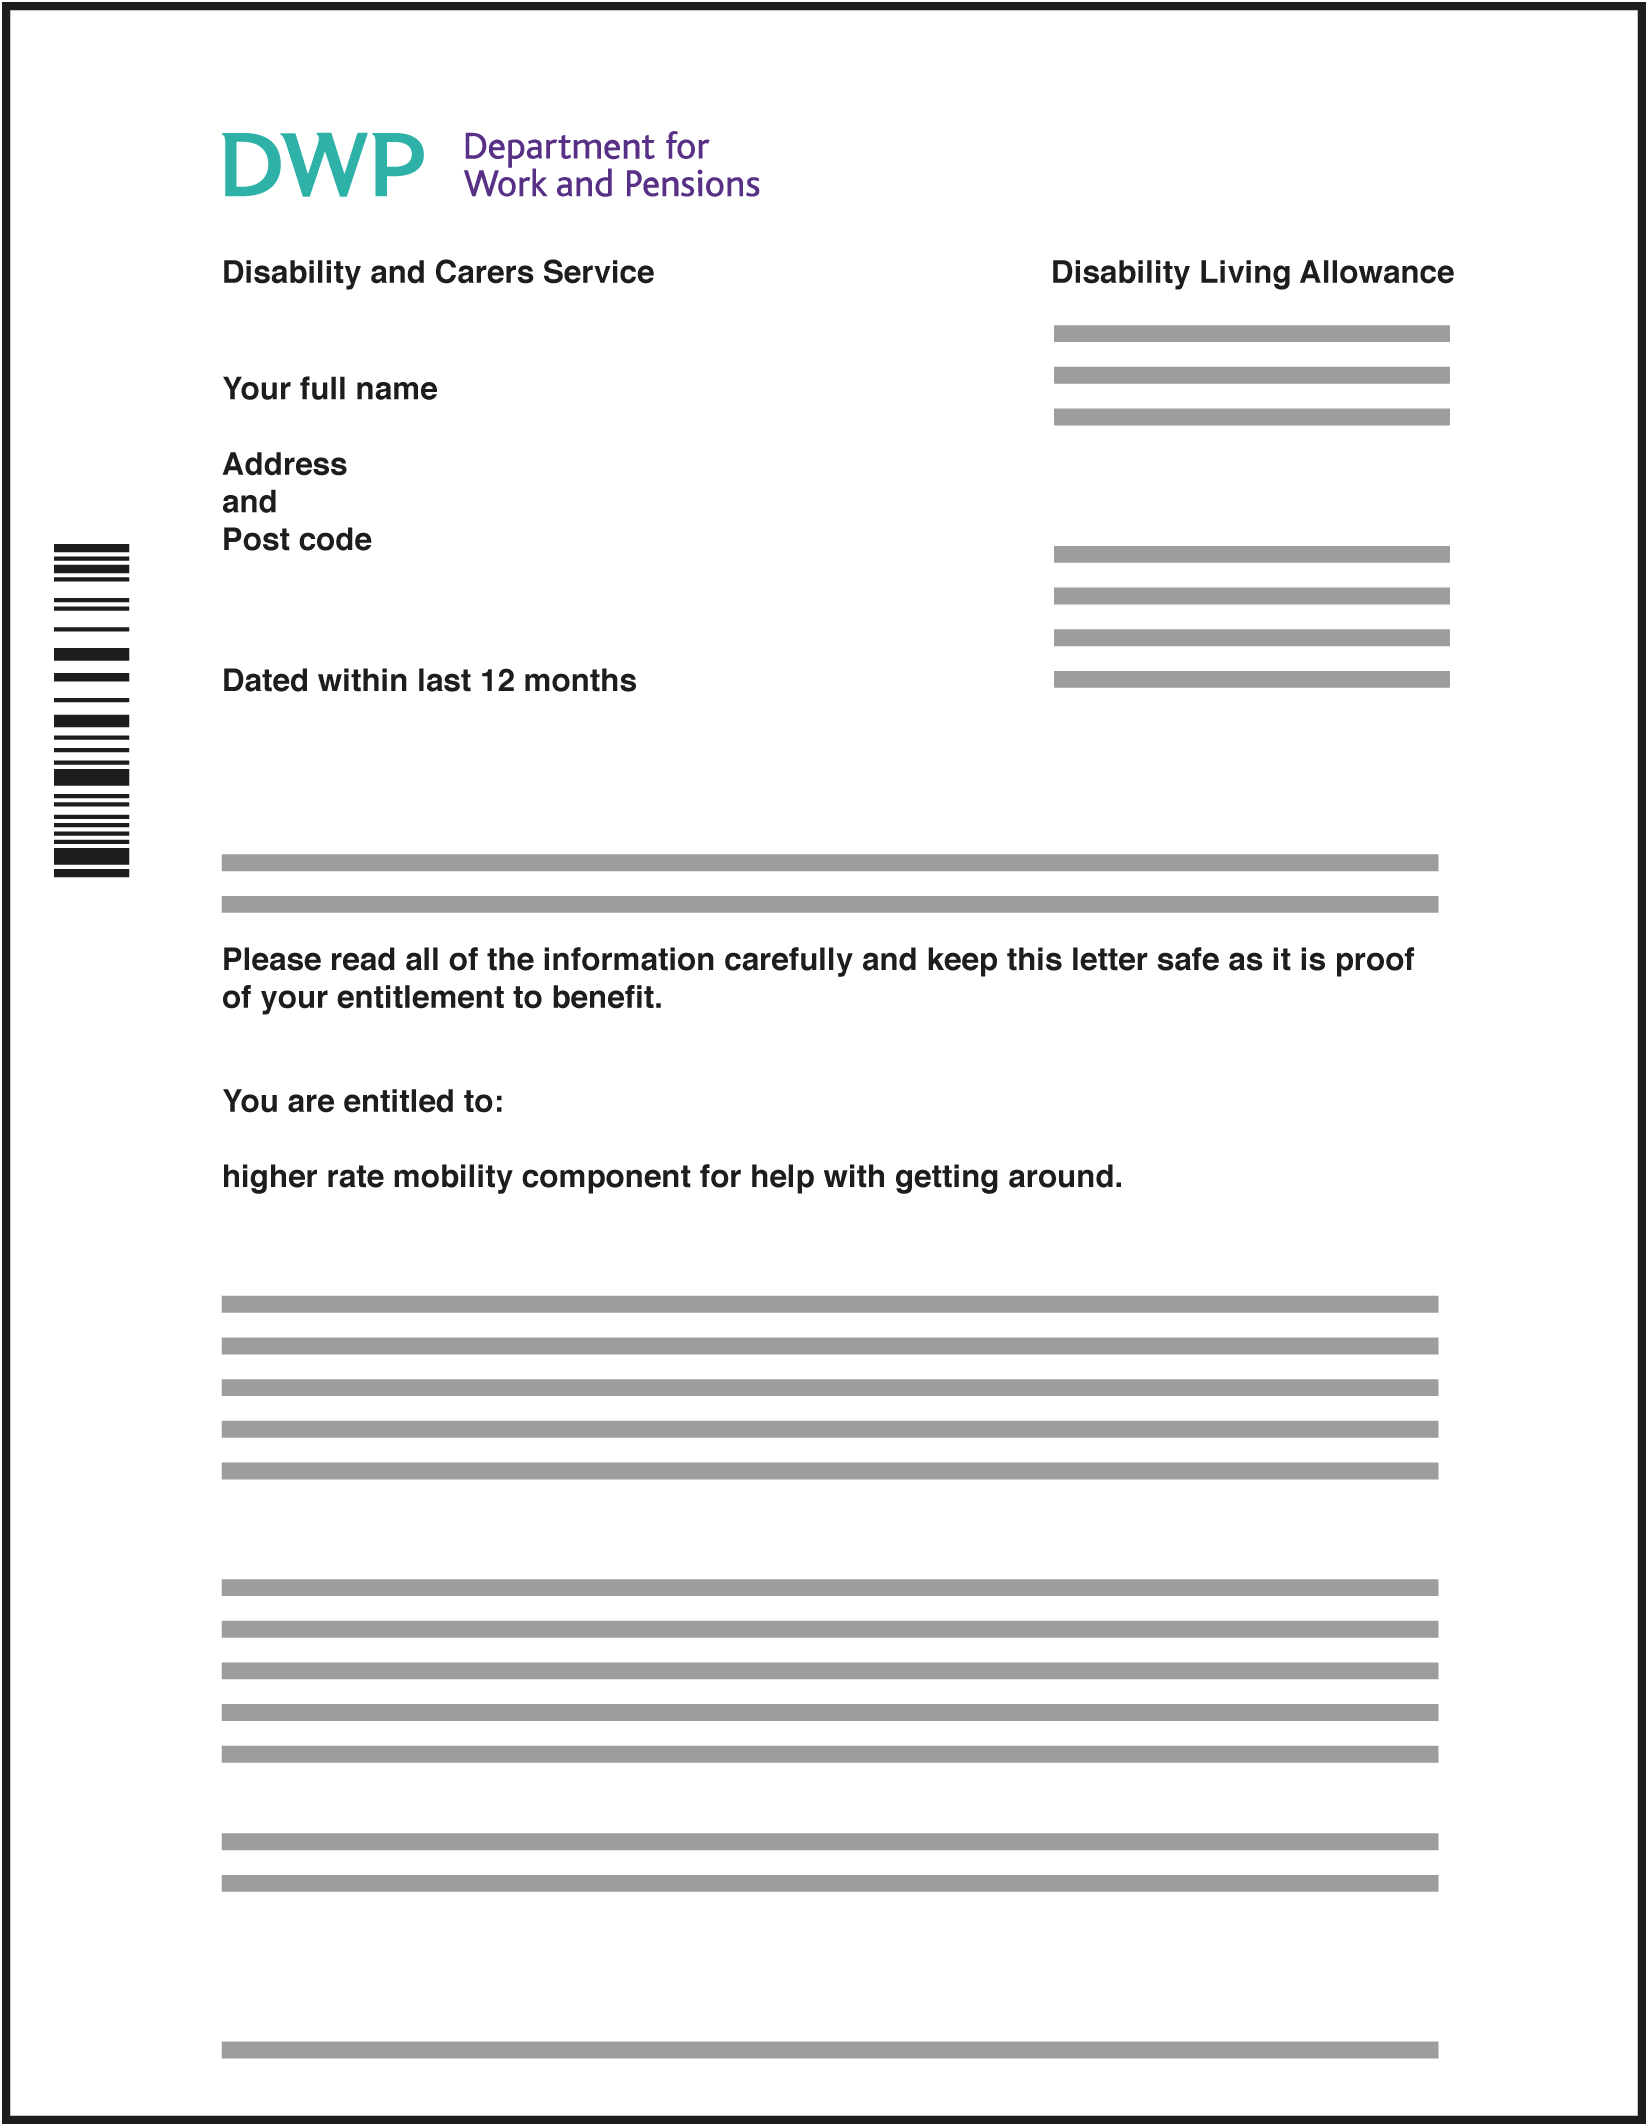 DWP
Department for
Work and Pensions
Disability and Carers Service
Disability Living Allowance
Your full name
Address
and
Post code
Dated within last 12 months
Please read all of the information carefully and keep this letter safe as it is proof
of your entitlement to benefit.
You are entitled to:
higher rate mobility component for help with getting around.